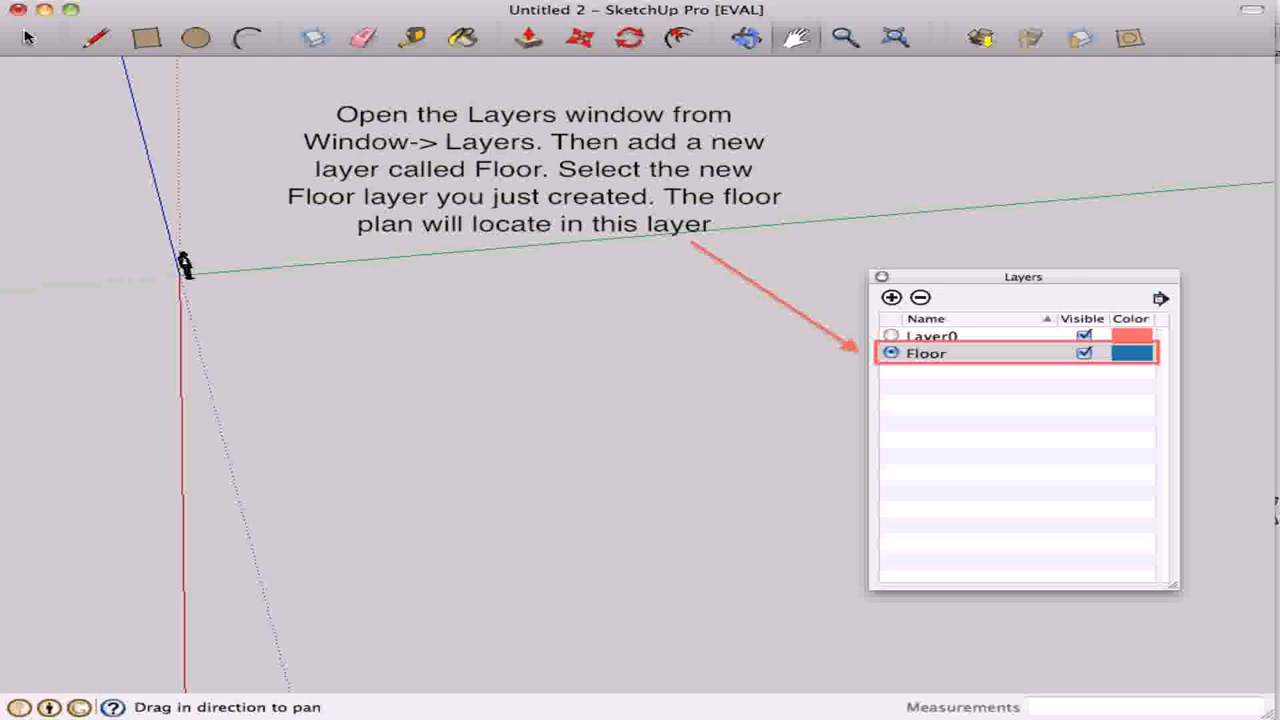 Untitled 2 – SketchUp Pro [EVAL]
Open the Layers window from
Window-> Layers. Then add a new
layer called Floor. Select the new
Floor layer you just created. The floor
plan will locate in this layer
Layers
Name Visible Color
Layer0
Floor
Drag in direction to pan
Measurements